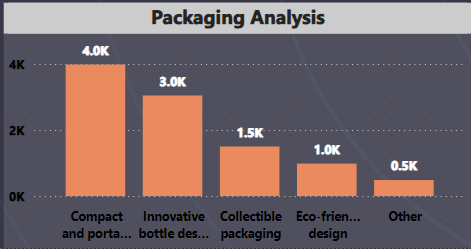 Packaging Analysis
4.0K
3.0K
1.5K
1.0K
0.5K
4K
2K
0K
Compact
and porta...
Innovative
bottle des...
Collectible
packaging
Eco-frien...
design
Other